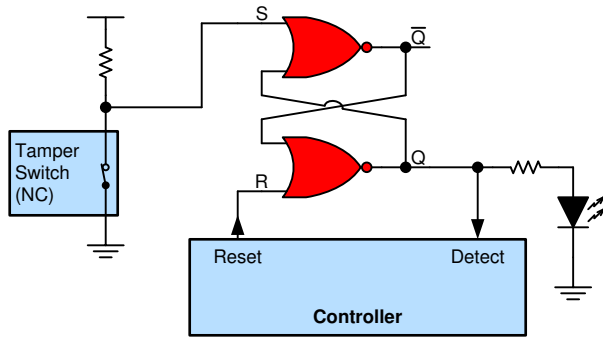 S
Q̅
Tamper
Switch
(NC)
Q
R
Reset
Detect
Controller